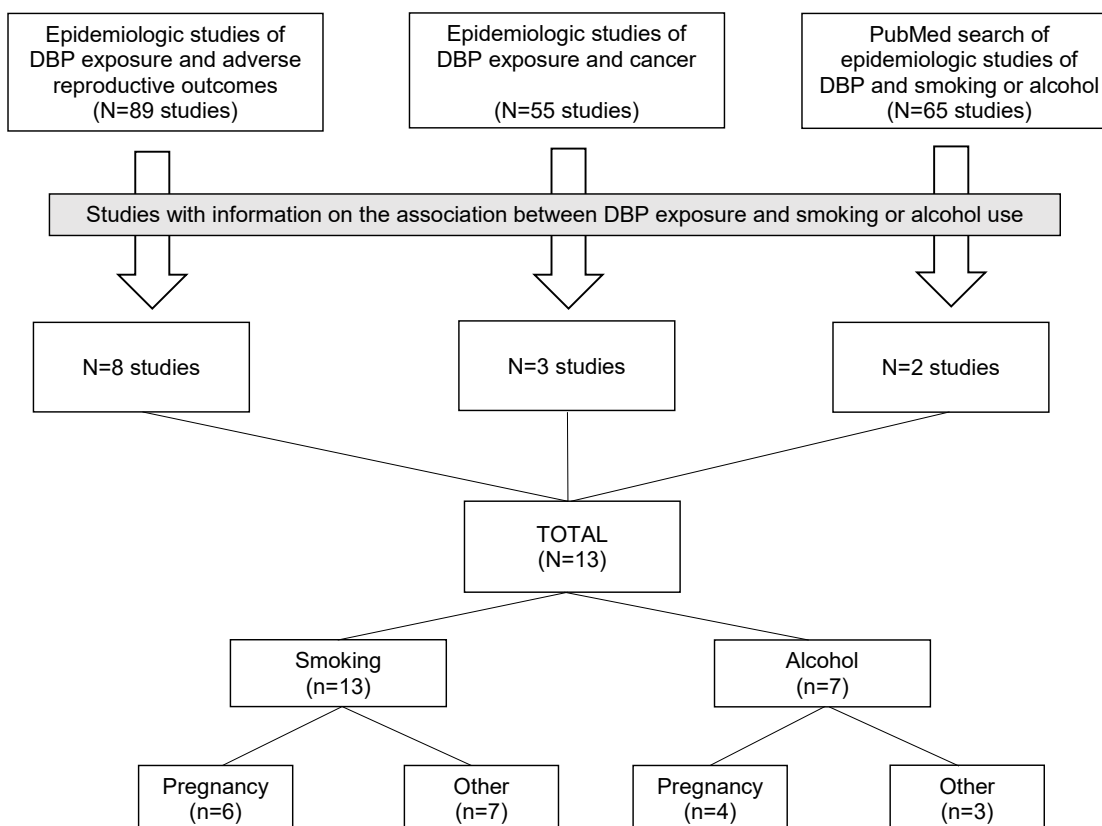 Epidemiologic studies of
DBP exposure and adverse
reproductive outcomes
(N=89 studies)
Epidemiologic studies of
DBP exposure and cancer
(N=55 studies)
PubMed search of
epidemiologic studies of
DBP and smoking or alcohol
(N=65 studies)
Studies with information on the association between DBP exposure and smoking or alcohol use
N=8 studies
N=3 studies
N=2 studies
TOTAL
(N=13)
Smoking
(n=13)
Alcohol
(n=7)
Pregnancy
(n=6)
Other
(n=7)
Pregnancy
(n=4)
Other
(n=3)